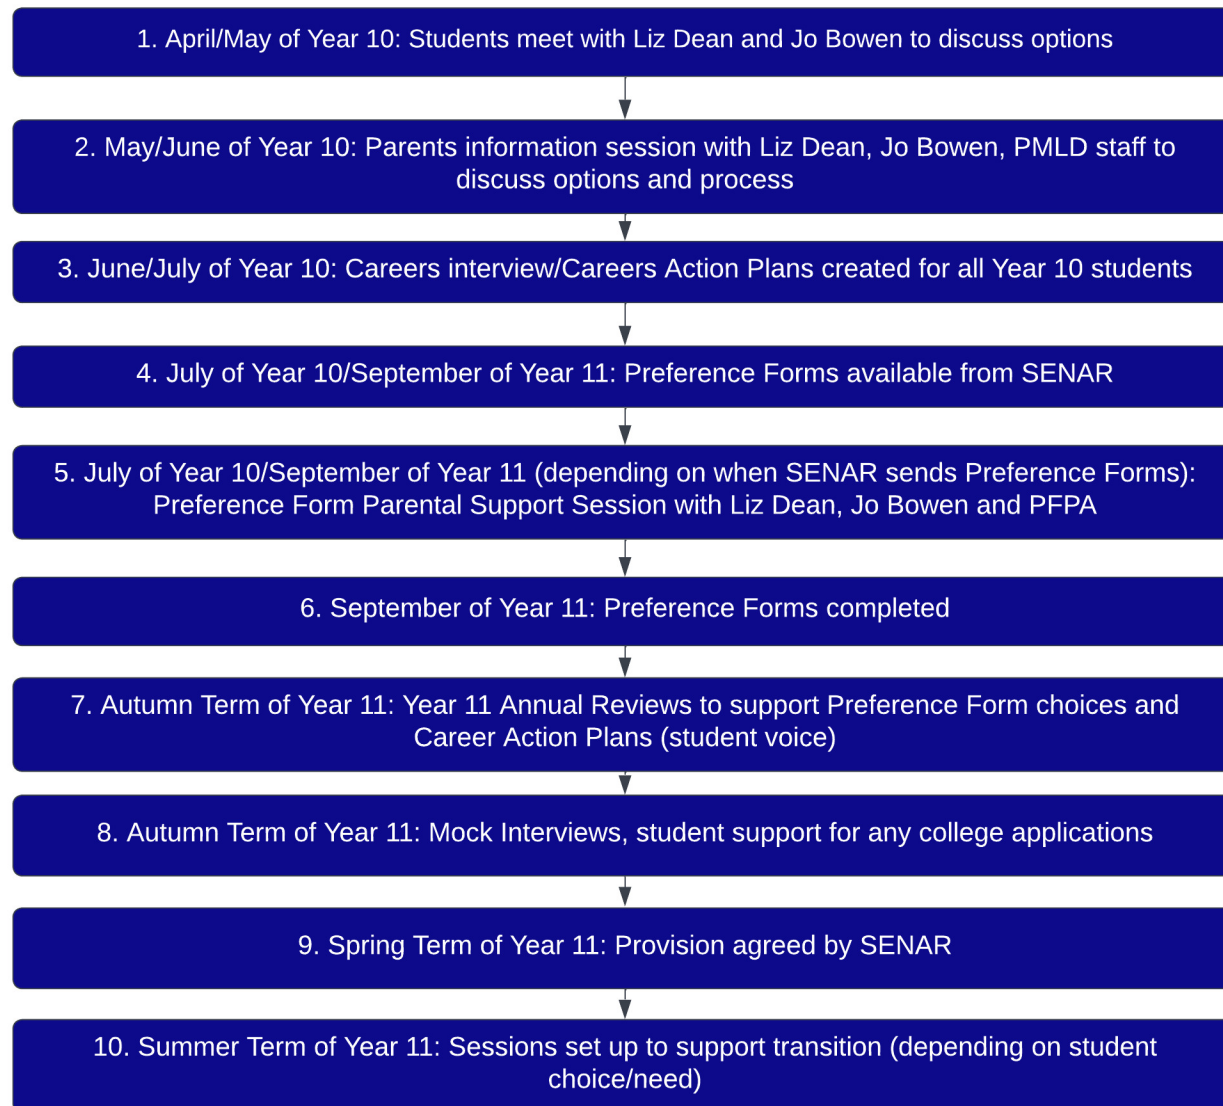 1. April/May of Year 10: Students meet with Liz Dean and Jo Bowen to discuss options
2. May/June of Year 10: Parents information session with Liz Dean, Jo Bowen, PMLD staff to
discuss options and process
3. June/July of Year 10: Careers interview/Careers Action Plans created for all Year 10 students
4. July of Year 10/September of Year 11: Preference Forms available from SENAR
5. July of Year 10/September of Year 11 (depending on when SENAR sends Preference Forms):
Preference Form Parental Support Session with Liz Dean, Jo Bowen and PFPA
6. September of Year 11: Preference Forms completed
7. Autumn Term of Year 11: Year 11 Annual Reviews to support Preference Form choices and
Career Action Plans (student voice)
8. Autumn Term of Year 11: Mock Interviews, student support for any college applications
9. Spring Term of Year 11: Provision agreed by SENAR
10. Summer Term of Year 11: Sessions set up to support transition (depending on student
choice/need)